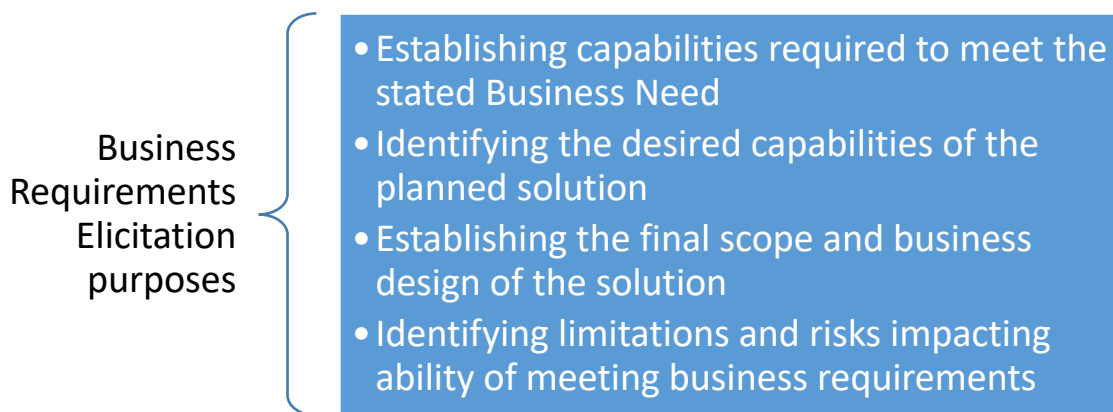 Business
Requirements
Elicitation
purposes
• Establishing capabilities required to meet the
stated Business Need
• Identifying the desired capabilities of the
planned solution
• Establishing the final scope and business
design of the solution
• Identifying limitations and risks impacting
ability of meeting business requirements